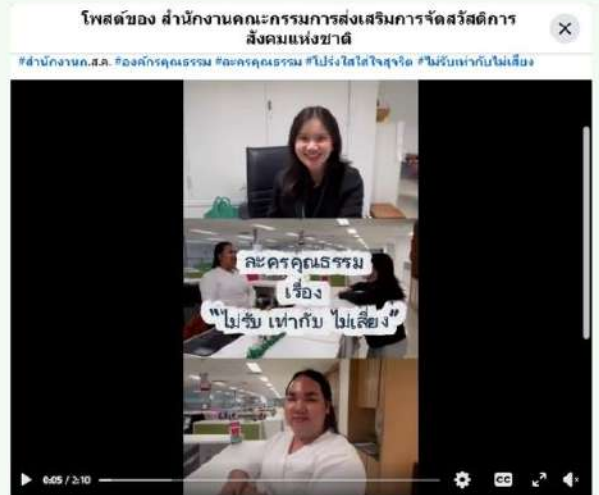 โพสต์ของ สำนักงานคณะกรรมการส่งเสริมการจัดสวัสดิการ
สังคมแห่งชาติ
#สำนักงานก.ส.ค. #องค์กรคุณธรรม #ละครคุณธรรม #โปร่งใสใส่ใจสุจริต #ไม่รับเท่ากับไม่เสี่ยง
ละครคุณธรรม
เรื่อง
"ไม่รับ เท่ากับ ไม่เสี่ยง"
0:05 / 2:10
CC